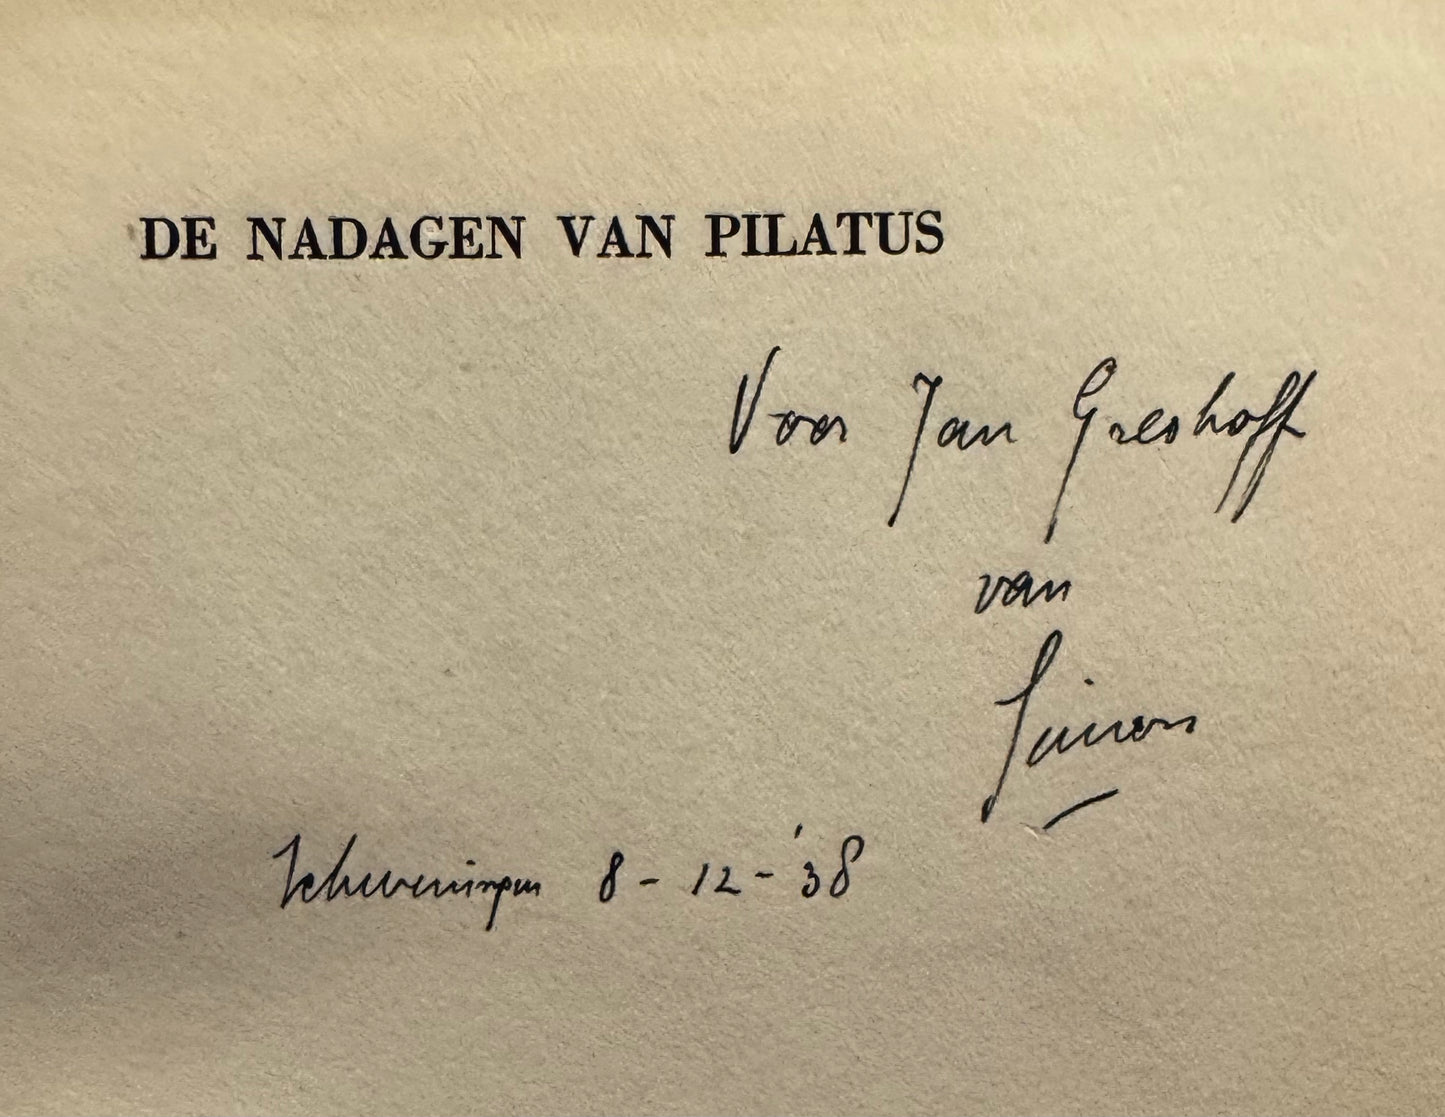 DE NADAGEN VAN PILATUS
Voor Jan Greshoff
van
Simon
Scheveningen 8-12-'38